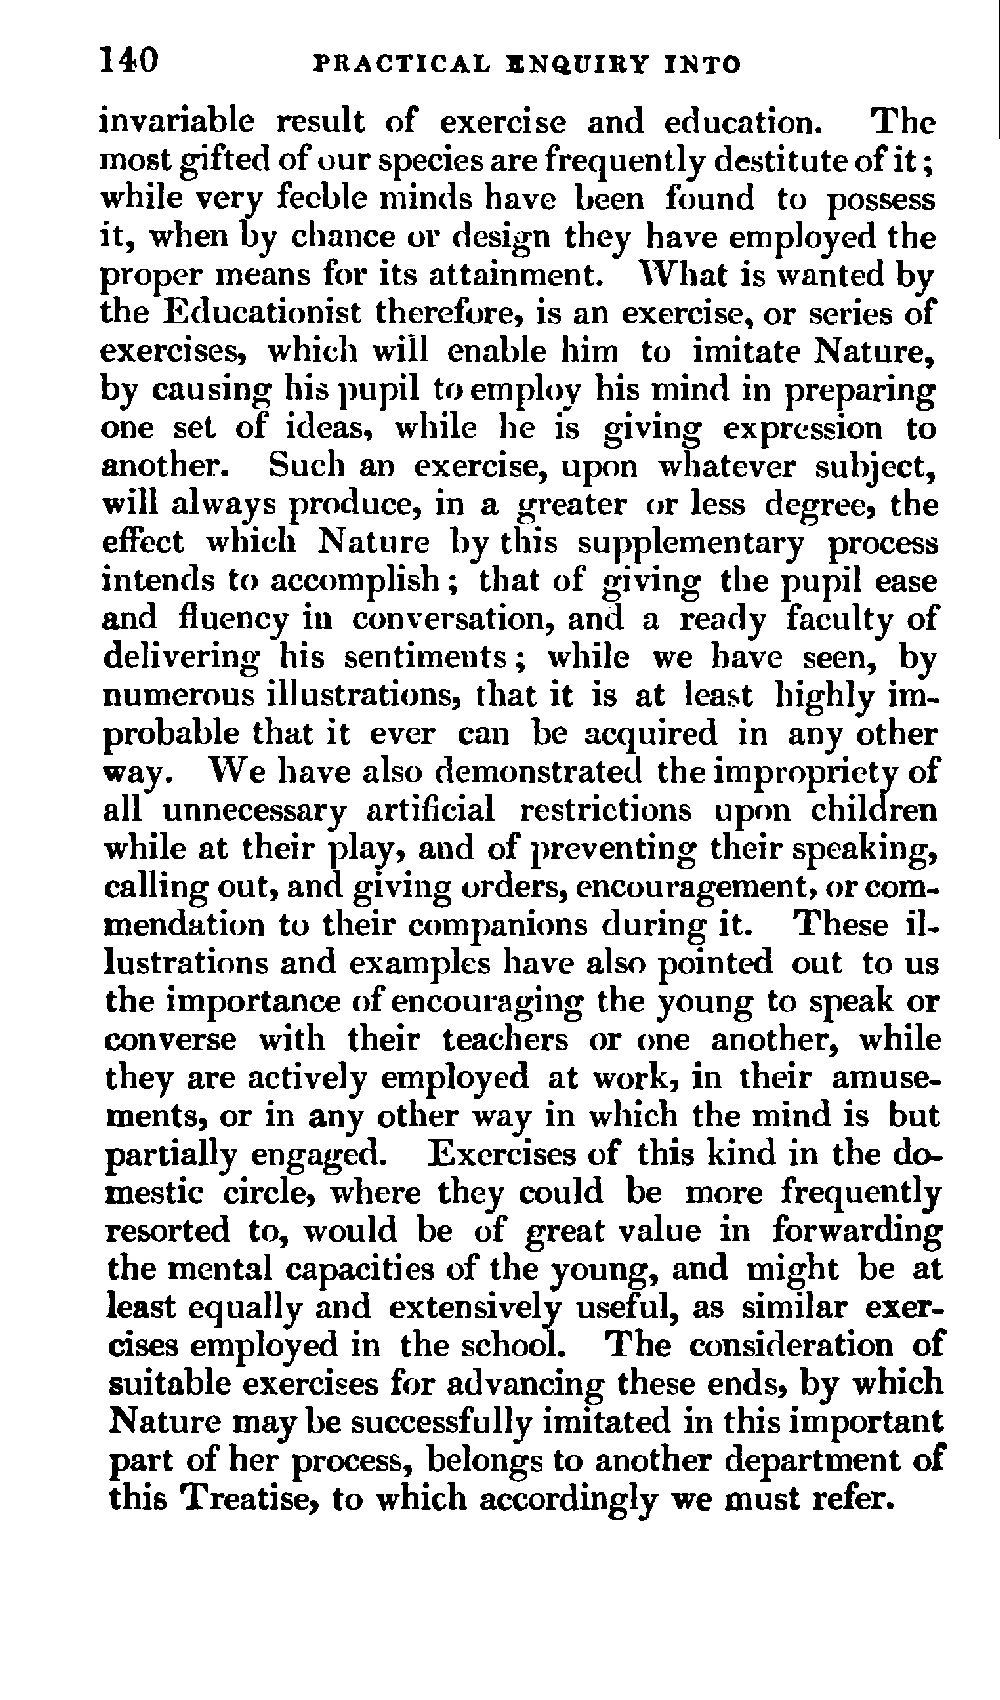 140 PRACTICAL ENQUIRY INTO
invariable result of exercise and education. The
most gifted of our species are frequently destitute of it;
while very feeble minds have been found to possess
it, when by chance or design they have employed the
proper means for its attainment. What is wanted by
the Educationist therefore, is an exercise, or series of
exercises, which will enable him to imitate Nature,
by causing his pupil to employ his mind in preparing
one set of ideas, while he is giving expression to
another. Such an exercise, upon whatever subject,
will always produce, in a greater or less degree, the
effect which Nature by this supplementary process
intends to accomplish; that of giving the pupil ease
and fluency in conversation, and a ready faculty of
delivering his sentiments; while we have seen, by
numerous illustrations, that it is at least highly im-
probable that it ever can be acquired in any other
way. We have also demonstrated the impropriety of
all unnecessary artificial restrictions upon children
while at their play, and of preventing their speaking,
calling out, and giving orders, encouragement, or com-
mendation to their companions during it. These il-
lustrations and examples have also pointed out to us
the importance of encouraging the young to speak or
converse with their teachers or one another, while
they are actively employed at work, in their amuse-
ments, or in any other way in which the mind is but
partially engaged. Exercises of this kind in the do-
mestic circle, where they could be more frequently
resorted to, would be of great value in forwarding
the mental capacities of the young, and might be at
least equally and extensively useful, as similar exer-
cises employed in the school. The consideration of
suitable exercises for advancing these ends, by which
Nature may be successfully imitated in this important
part of her process, belongs to another department of
this Treatise, to which accordingly we must refer.